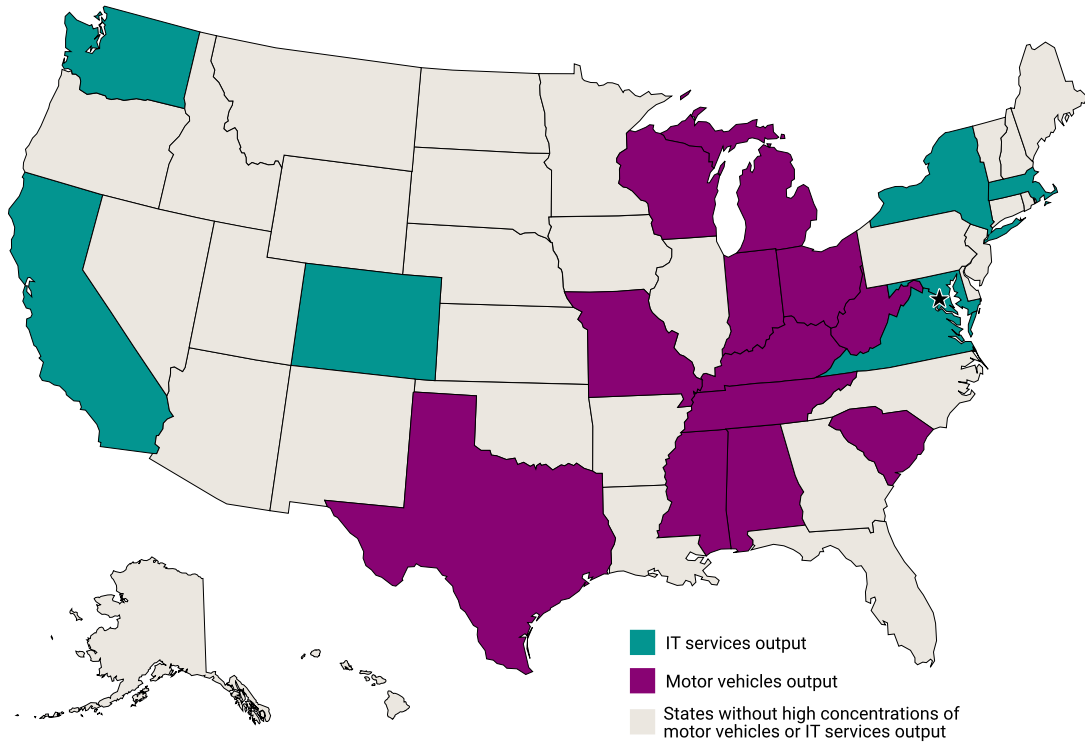 IT services output
Motor vehicles output
States without high concentrations of
motor vehicles or IT services output